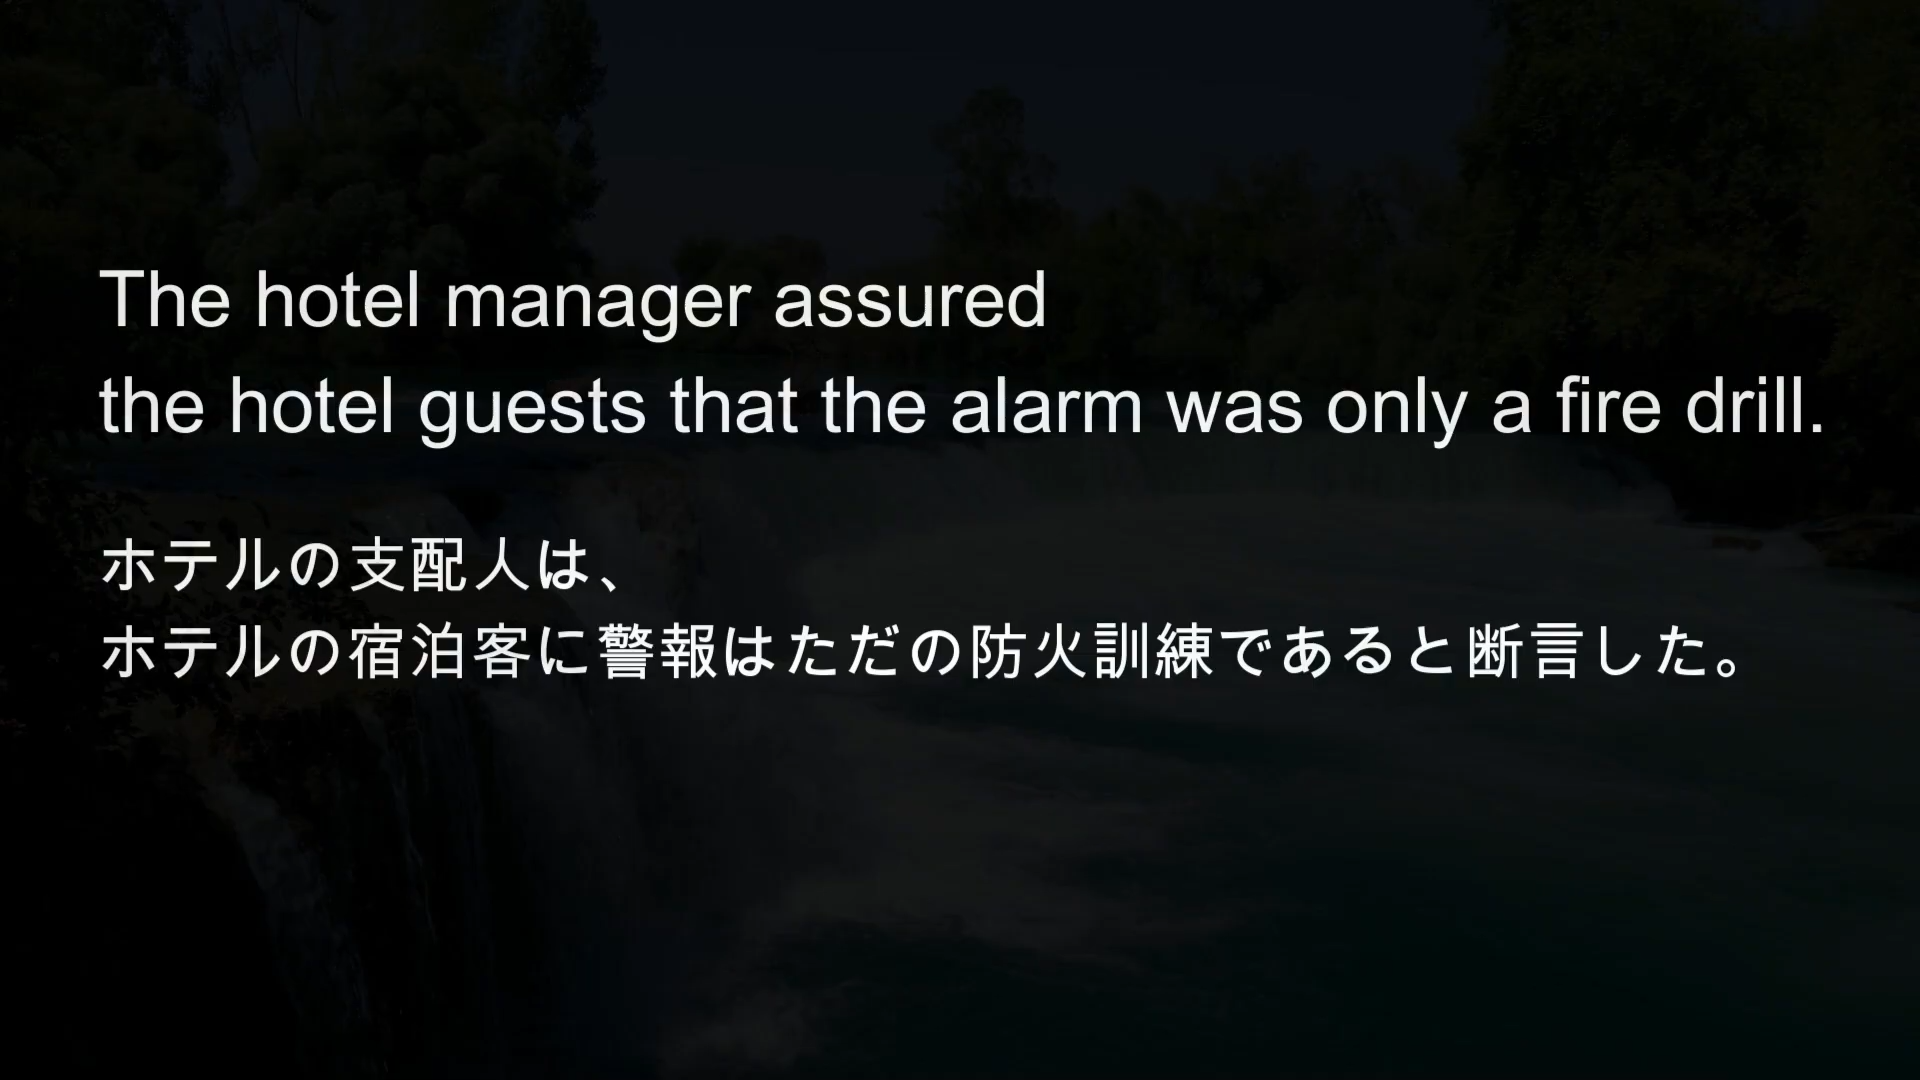 The hotel manager assured
the hotel guests that the alarm was only a fire drill.
ホテルの支配人は、
ホテルの宿泊客に警報はただの防火訓練であると断言した。